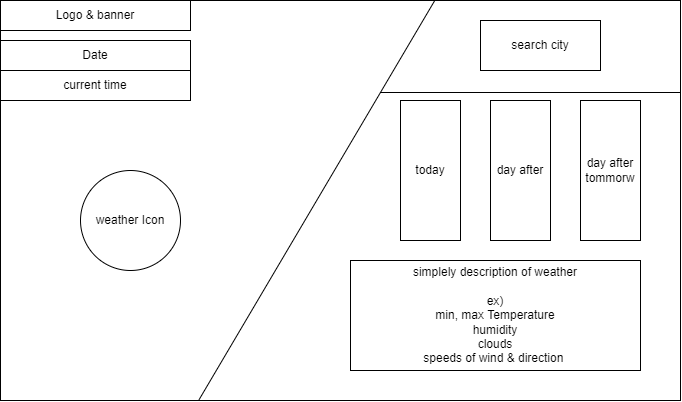 Logo & banner
Date
current time
weather Icon
search city
today
day after
day after
tommorw
simplely description of weather
ex)
min, max Temperature
humidity
clouds
speeds of wind & direction